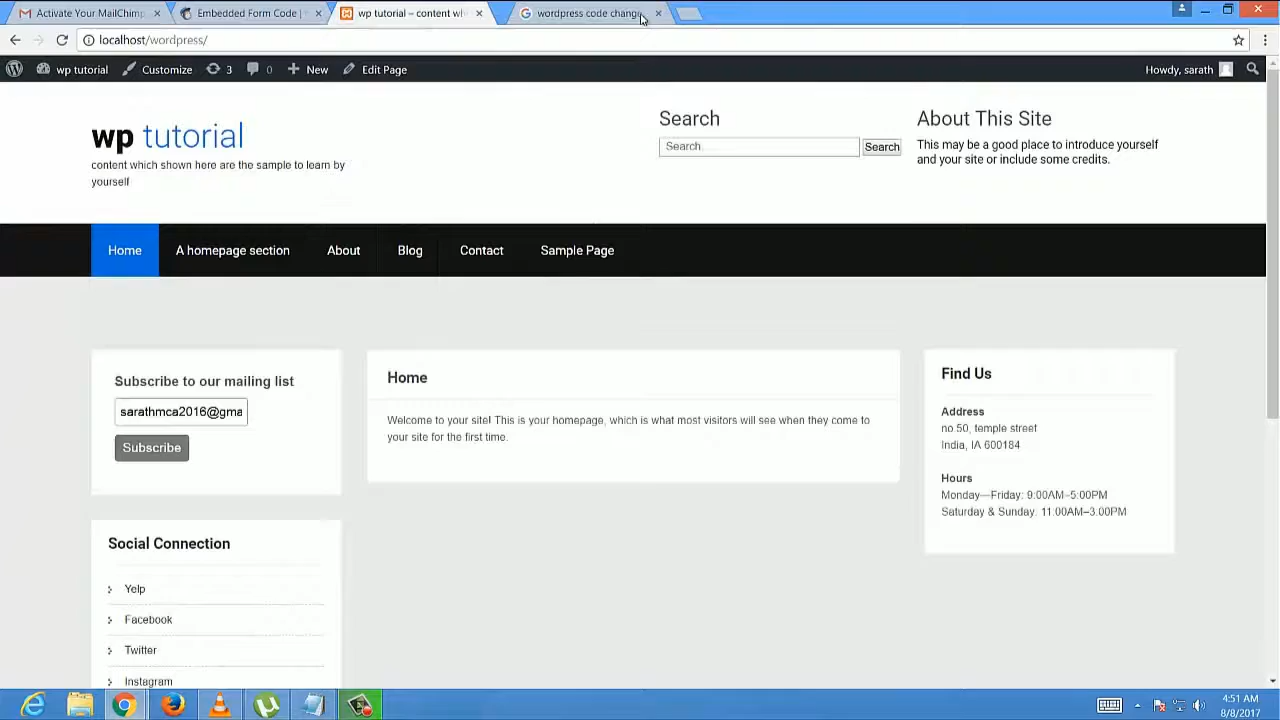 Activate Your MailChimp
Embedded Form Code |
wp tutorial – content wh
wordpress code change
localhost/wordpress/
wp tutorial
Customize
3
0
New
Edit Page
Howdy, sarath
wp tutorial
content which shown here are the sample to learn by
yourself
Search
Search…
Search
About This Site
This may be a good place to introduce yourself
and your site or include some credits.
Home
A homepage section
About
Blog
Contact
Sample Page
Subscribe to our mailing list
sarathmca2016@gma
Subscribe
Social Connection
Yelp
Facebook
Twitter
Instagram
Home
Welcome to your site! This is your homepage, which is what most visitors will see when they come to
your site for the first time.
Find Us
Address
no.50, temple street
India, IA 600184
Hours
Monday—Friday: 9:00AM–5:00PM
Saturday & Sunday: 11:00AM–3:00PM
4:51 AM
8/8/2017